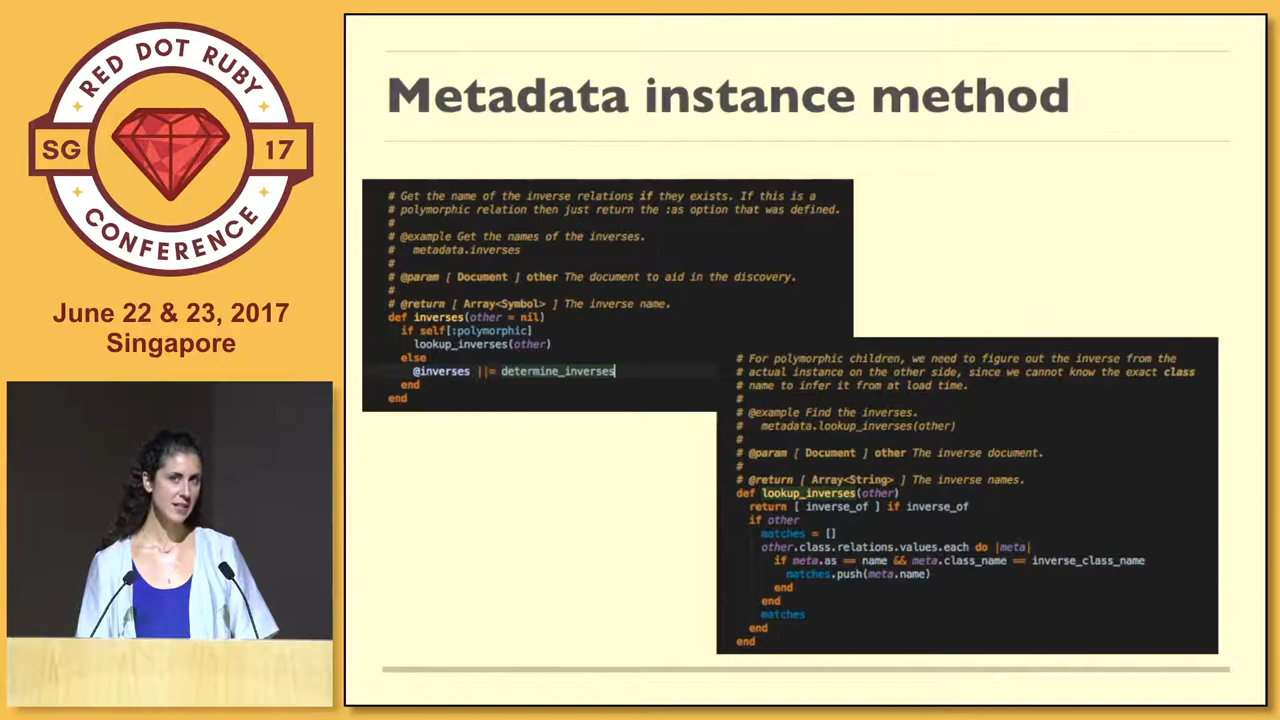 RED DOT RUBY
SG 17
CONFERENCE
June 22 & 23, 2017
Singapore
Metadata instance method
# Get the name of the inverse relations if they exists. If this is a
# polymorphic relation then just return the :as option that was defined.
#
# @example Get the names of the inverses.
#   metadata.inverses
#
# @param [ Document ] other The document to aid in the discovery.
#
# @return [ Array<Symbol> ] The inverse name.
def inverses(other = nil)
  if self[:polymorphic]
    lookup_inverses(other)
  else
    @inverses ||= determine_inverses
  end
end
# For polymorphic children, we need to figure out the inverse from the
# actual instance on the other side, since we cannot know the exact class
# name to infer it from at load time.
#
# @example Find the inverses.
#   metadata.lookup_inverses(other)
#
# @param [ Document ] other The inverse document.
#
# @return [ Array<String> ] The inverse names.
def lookup_inverses(other)
  return [ inverse_of ] if inverse_of
  if other
    matches = []
    other.class.relations.values.each do |meta|
      if meta.as == name && meta.class_name == inverse_class_name
        matches.push(meta.name)
      end
    end
    matches
  end
end